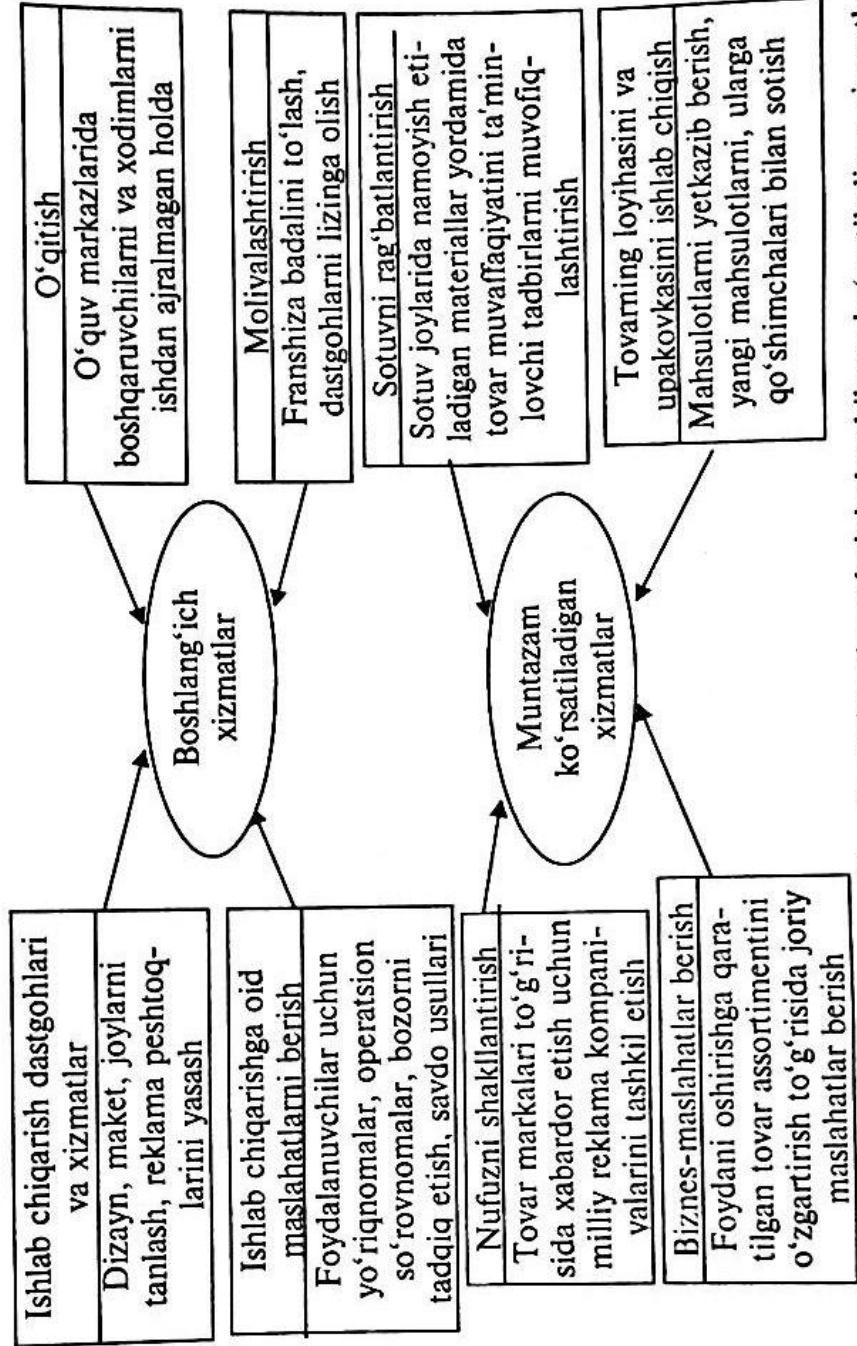 Ishlab chiqarish dastgohlari
va xizmatlar
Dizayn, maket, joylarni
tanlash, reklama peshtoq-
larini yasash
Ishlab chiqarishga oid
maslahatlarni berish
Foydalanuvchilar uchun
yo‘riqnomalar, operatsion
so‘rovnomalar, bozorni
tadqiq etish, savdo usullari
Boshlang‘ich
xizmatlar
O‘qitish
O‘quv markazlarida
boshqaruvchilarni va xodimlarni
ishdan ajralmagan holda
Moliyalashtirish
Franshiza badalini to‘lash,
dastgohlarni lizinga olish
Nufuzni shakllantirish
Tovar markalari to‘g‘ri-
sida xabardor etish uchun
milliy reklama kompani-
yalarini tashkil etish
Biznes-maslahatlar berish
Foydani oshirishga qara-
tilgan tovar assortimentini
o‘zgartirish to‘g‘risida joriy
maslahatlar berish
Muntazam
ko‘rsatiladigan
xizmatlar
Sotuvni rag‘batlantirish
Sotuv joylarida namoyish eti-
ladigan materiallar yordamida
tovar muvaffaqiyatini ta'min-
lovchi tadbirlarni muvofiq-
lashtirish
Tovarning loyihasini va
upakovkasini ishlab chiqish
Mahsulotlarni yetkazib berish,
yangi mahsulotlarni, ularga
qo‘shimchalari bilan sotish